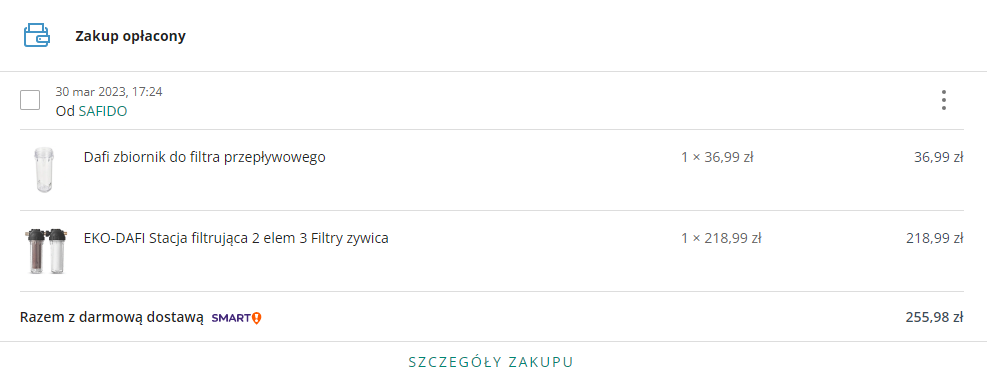 Zakup opłacony
30 mar 2023, 17:24
Od SAFIDO
Dafi zbiornik do filtra przepływowego 1 × 36,99 zł 36,99 zł
EKO-DAFI Stacja filtrująca 2 elem 3 Filtry zywica 1 × 218,99 zł 218,99 zł
Razem z darmową dostawą SMART! 255,98 zł
SZCZEGÓŁY ZAKUPU